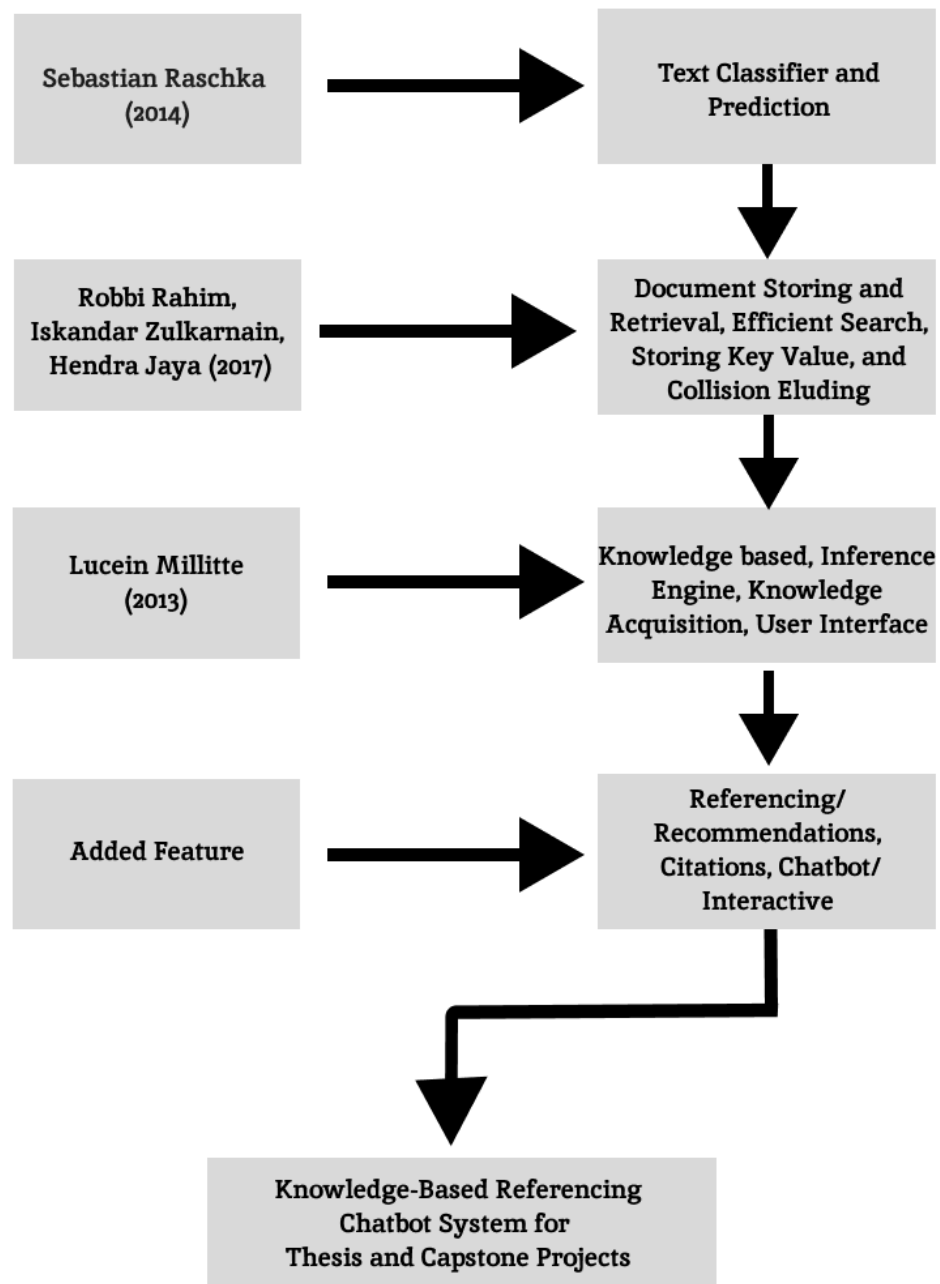 Sebastian Raschka
(2014)
Text Classifier and
Prediction
Robbi Rahim,
Iskandar Zulkarnain,
Hendra Jaya (2017)
Document Storing and
Retrieval, Efficient Search,
Storing Key Value, and
Collision Eluding
Lucein Millitte
(2013)
Knowledge based, Inference
Engine, Knowledge
Acquisition, User Interface
Added Feature
Referencing/
Recommendations,
Citations, Chatbot/
Interactive
Knowledge-Based Referencing
Chatbot System for
Thesis and Capstone Projects